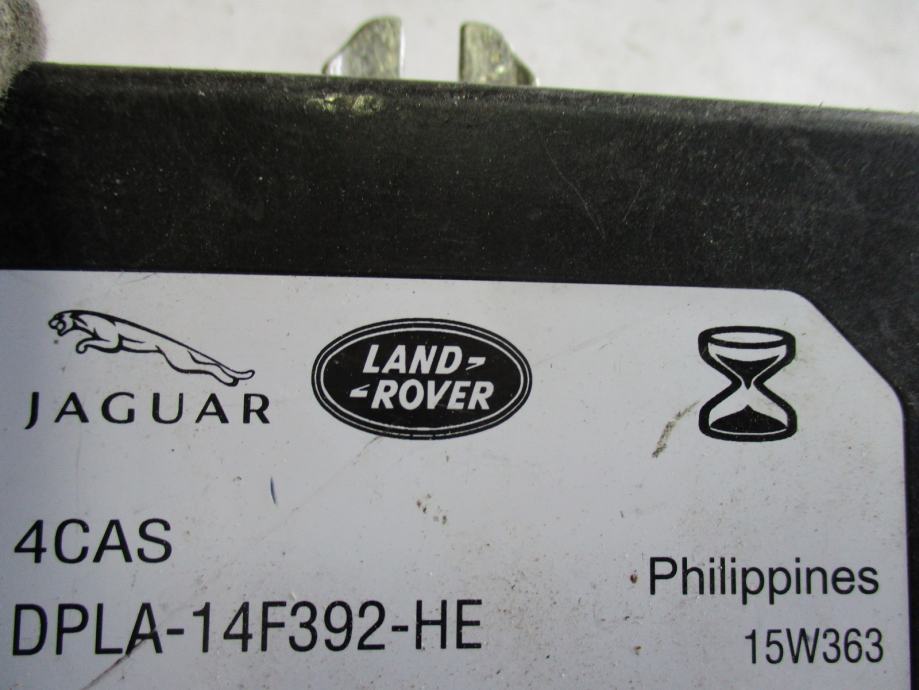 JAGUAR
LAND-
-ROVER
4CAS
Philippines
DPLA-14F392-HE
15W363